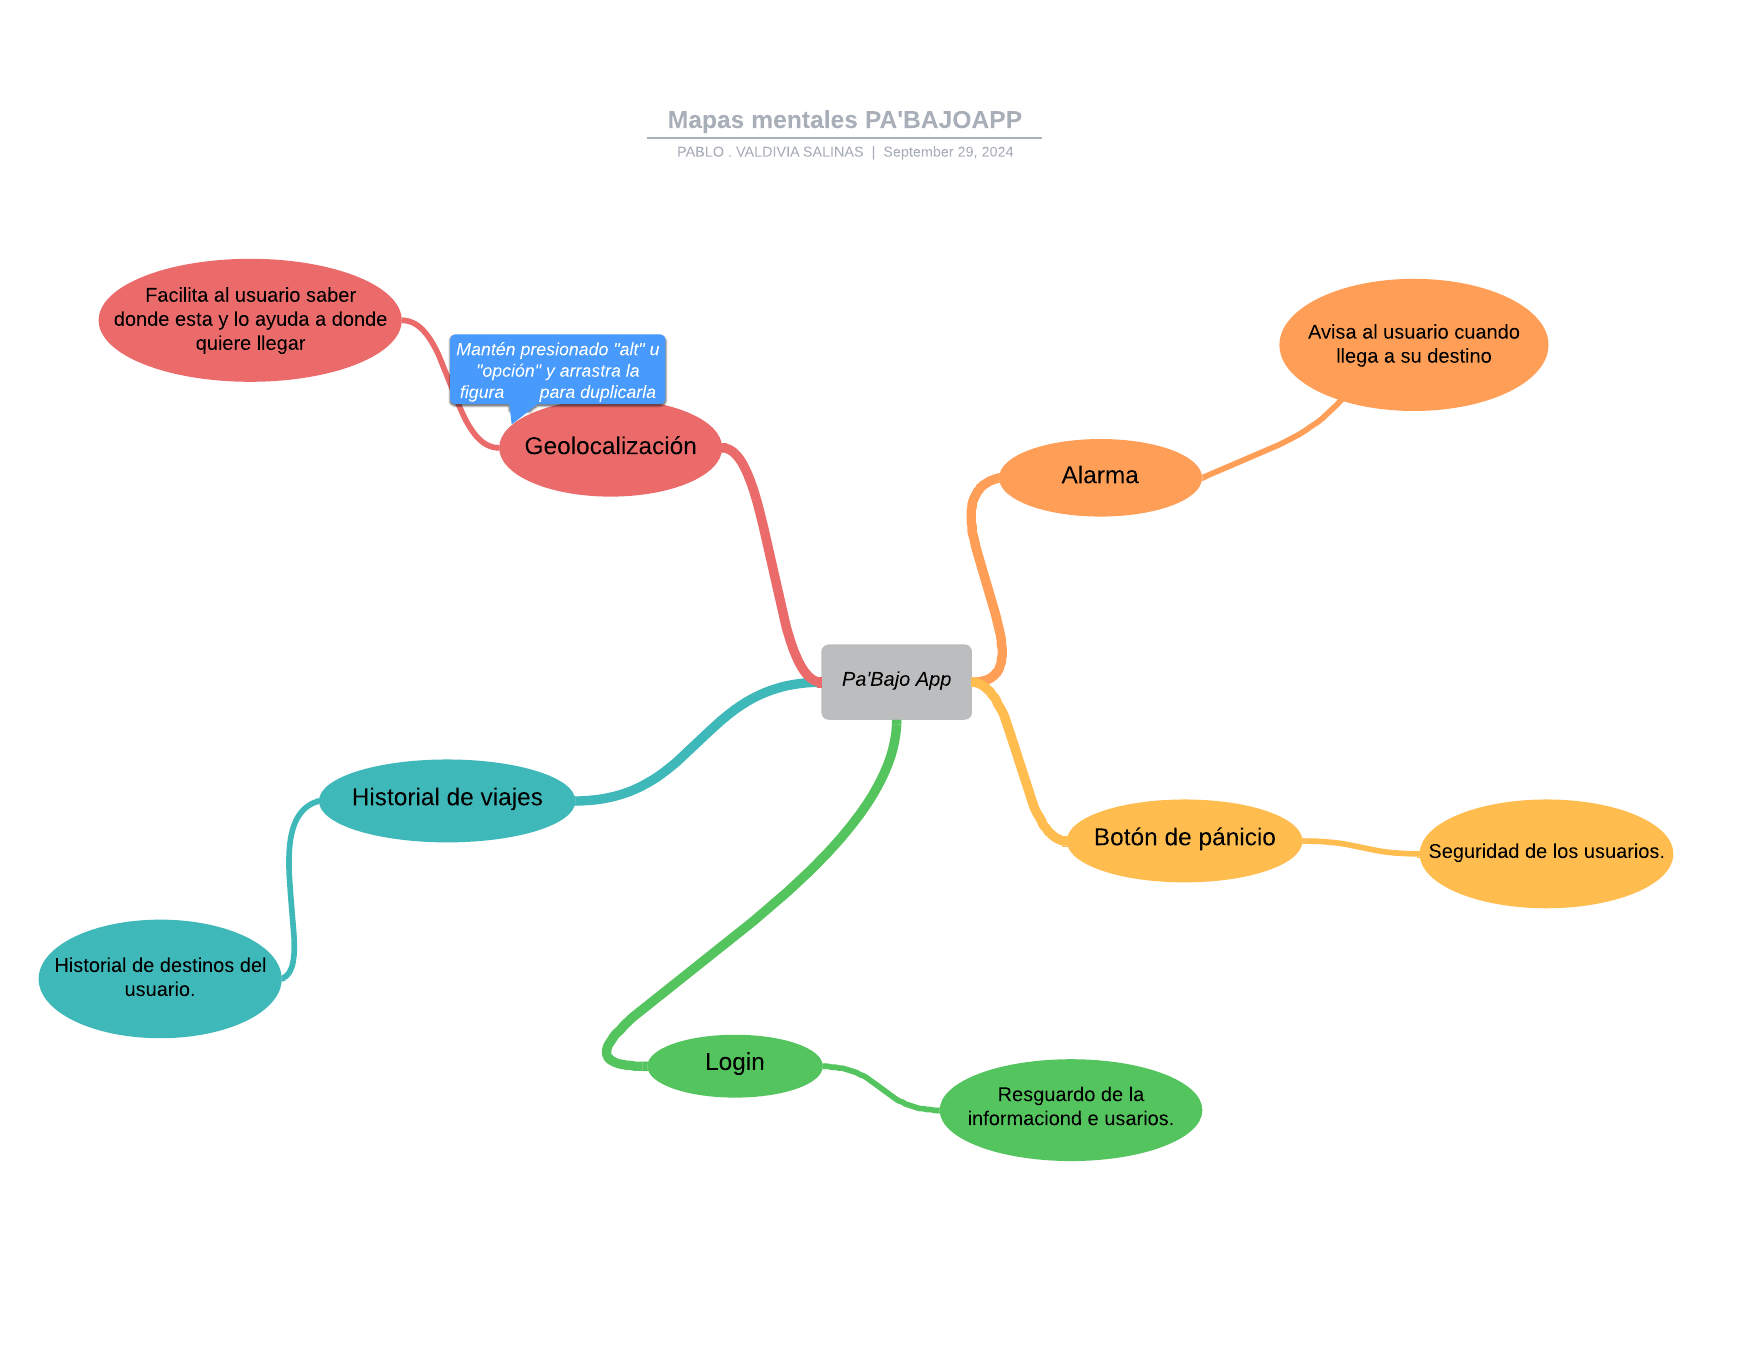 Mapas mentales PA'BAJOAPP
PABLO . VALDIVIA SALINAS | September 29, 2024
Facilita al usuario saber
donde esta y lo ayuda a donde
quiere llegar
Mantén presionado "alt" u
"opción" y arrastra la
figura para duplicarla
Geolocalización
Avisa al usuario cuando
llega a su destino
Alarma
Pa'Bajo App
Historial de viajes
Botón de pánicio
Seguridad de los usuarios.
Historial de destinos del
usuario.
Login
Resguardo de la
informaciond e usarios.